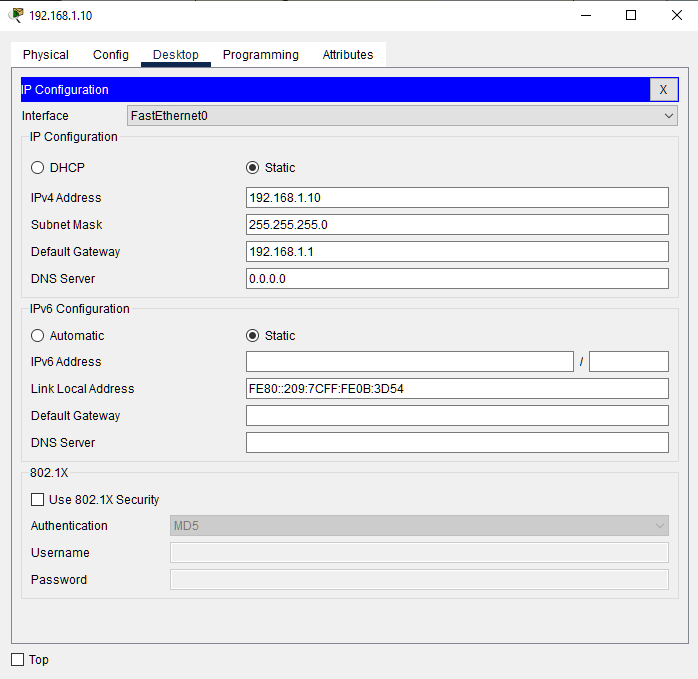 192.168.1.10
Physical Config Desktop Programming Attributes
IP Configuration X
Interface FastEthernet0
IP Configuration
DHCP Static
IPv4 Address 192.168.1.10
Subnet Mask 255.255.255.0
Default Gateway 192.168.1.1
DNS Server 0.0.0.0
IPv6 Configuration
Automatic Static
IPv6 Address /
Link Local Address FE80::209:7CFF:FE0B:3D54
Default Gateway
DNS Server
802.1X
Use 802.1X Security
Authentication MD5
Username
Password
Top